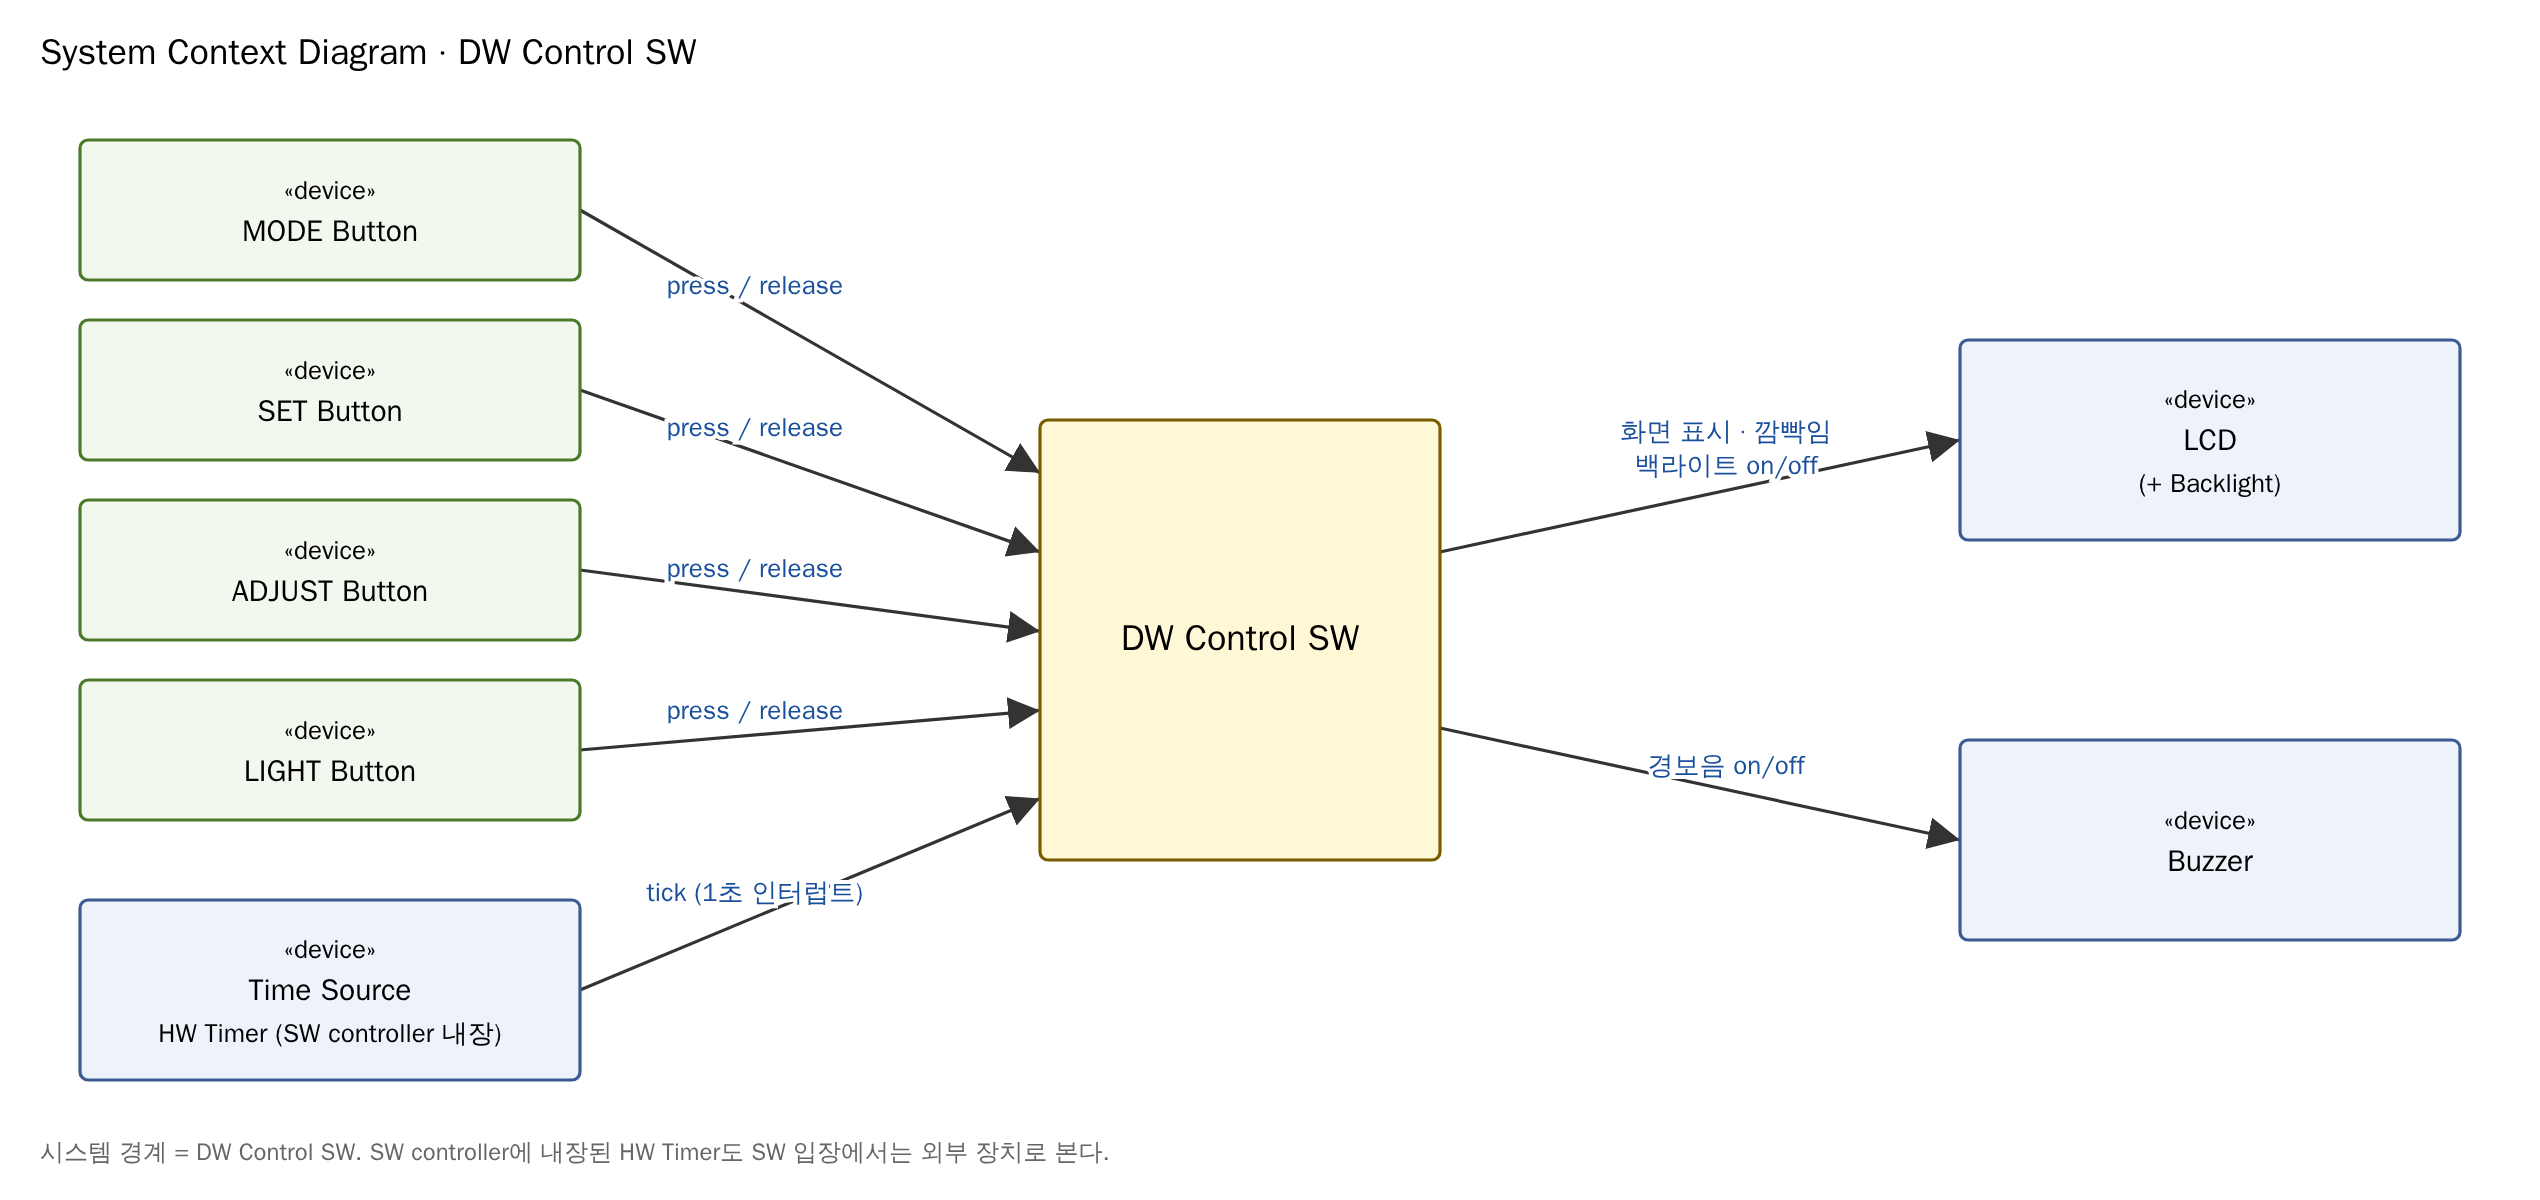 System Context Diagram · DW Control SW
«device»
MODE Button
press / release
«device»
SET Button
press / release
«device»
ADJUST Button
press / release
«device»
LIGHT Button
press / release
«device»
Time Source
HW Timer (SW controller 내장)
tick (1초 인터럽트)
DW Control SW
화면 표시 · 깜빡임
백라이트 on/off
«device»
LCD
(+ Backlight)
경보음 on/off
«device»
Buzzer
시스템 경계 = DW Control SW. SW controller에 내장된 HW Timer도 SW 입장에서는 외부 장치로 본다.